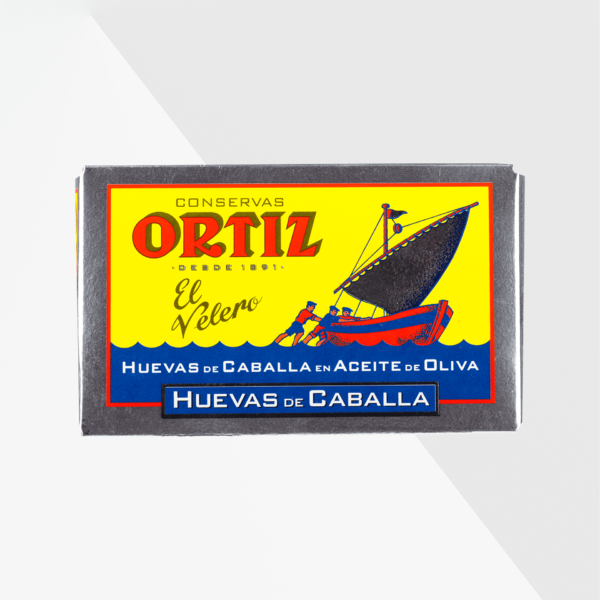 CONSERVAS
ORTIZ
·DESDE 1891·
El
Velero
HUEVAS DE CABALLA EN ACEITE DE OLIVA
HUEVAS DE CABALLA